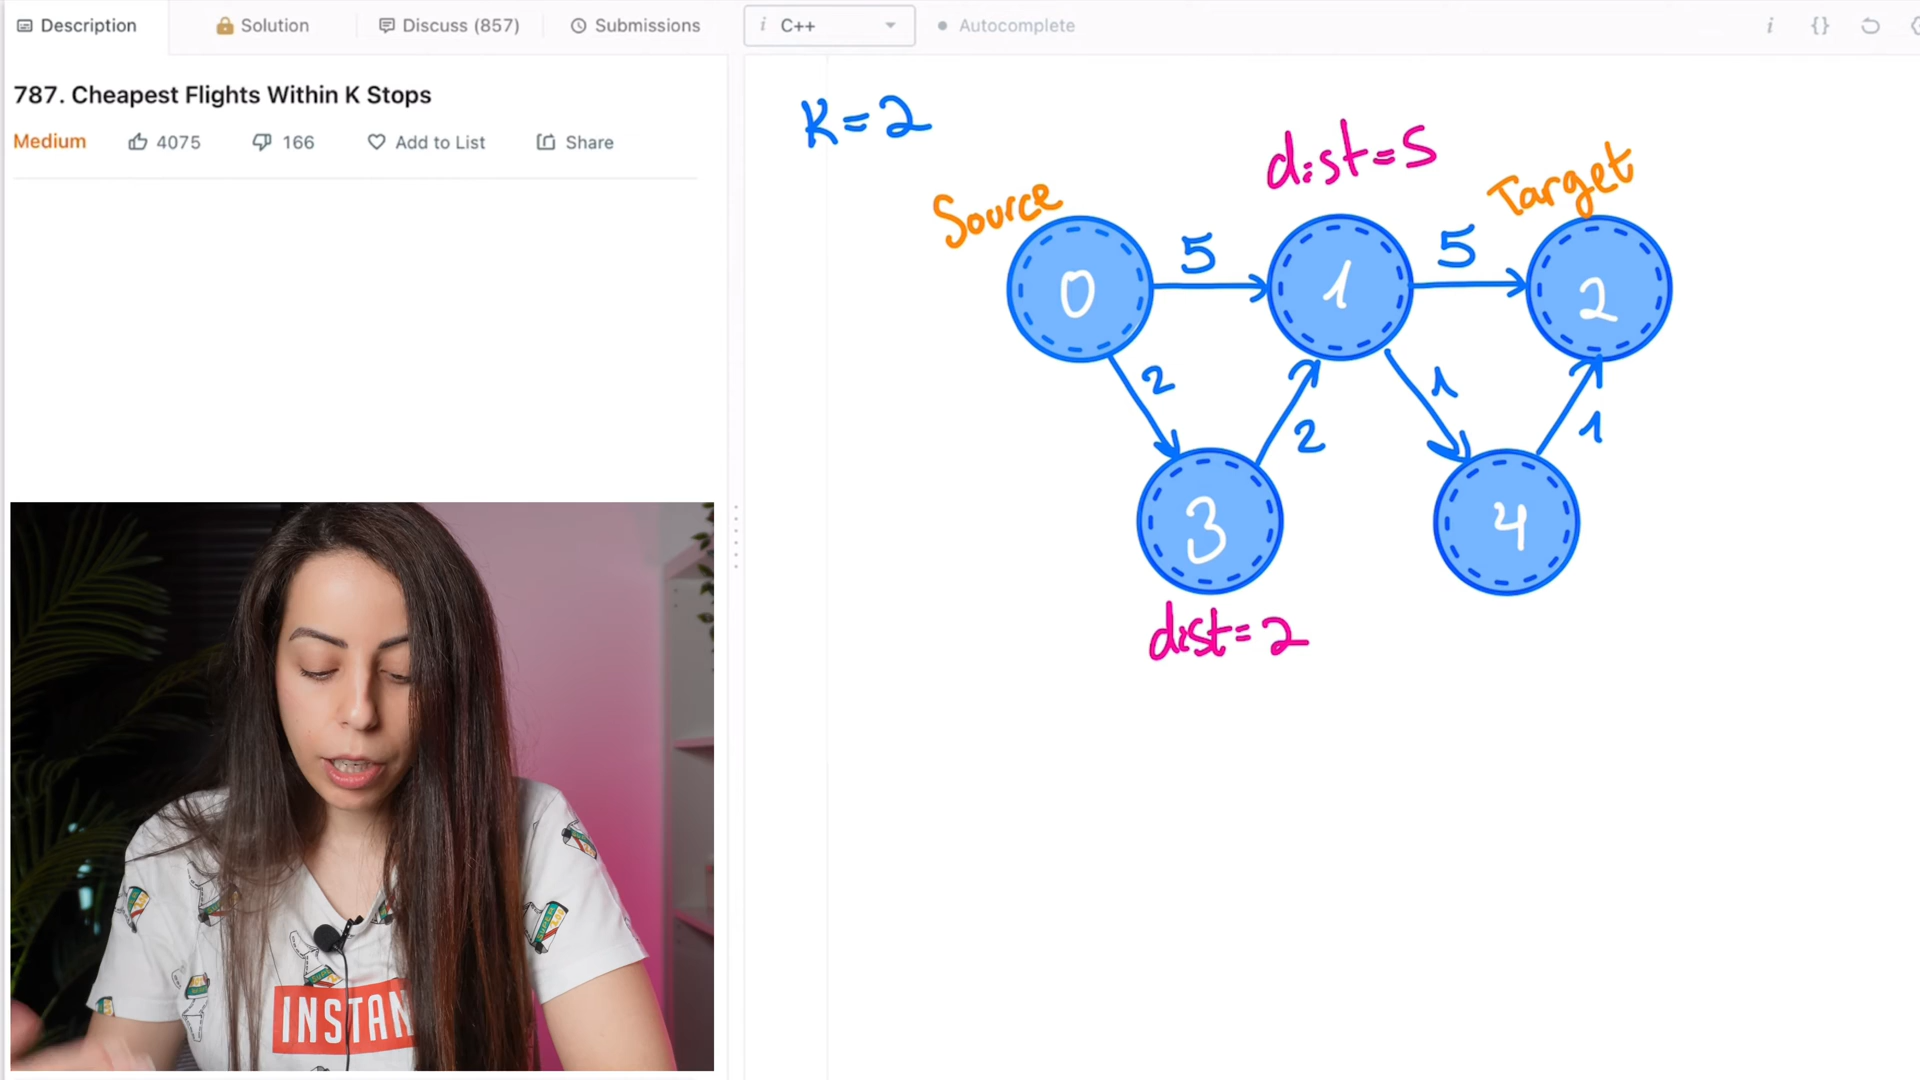 Description
Solution
Discuss (857)
Submissions
i C++
Autocomplete
i {}
787. Cheapest Flights Within K Stops
Medium 4075 166 Add to List Share
K=2
dist=5
Source
Target
0 5 1 5 2
2 2 1 1
3 4
dist=2
INSTAN